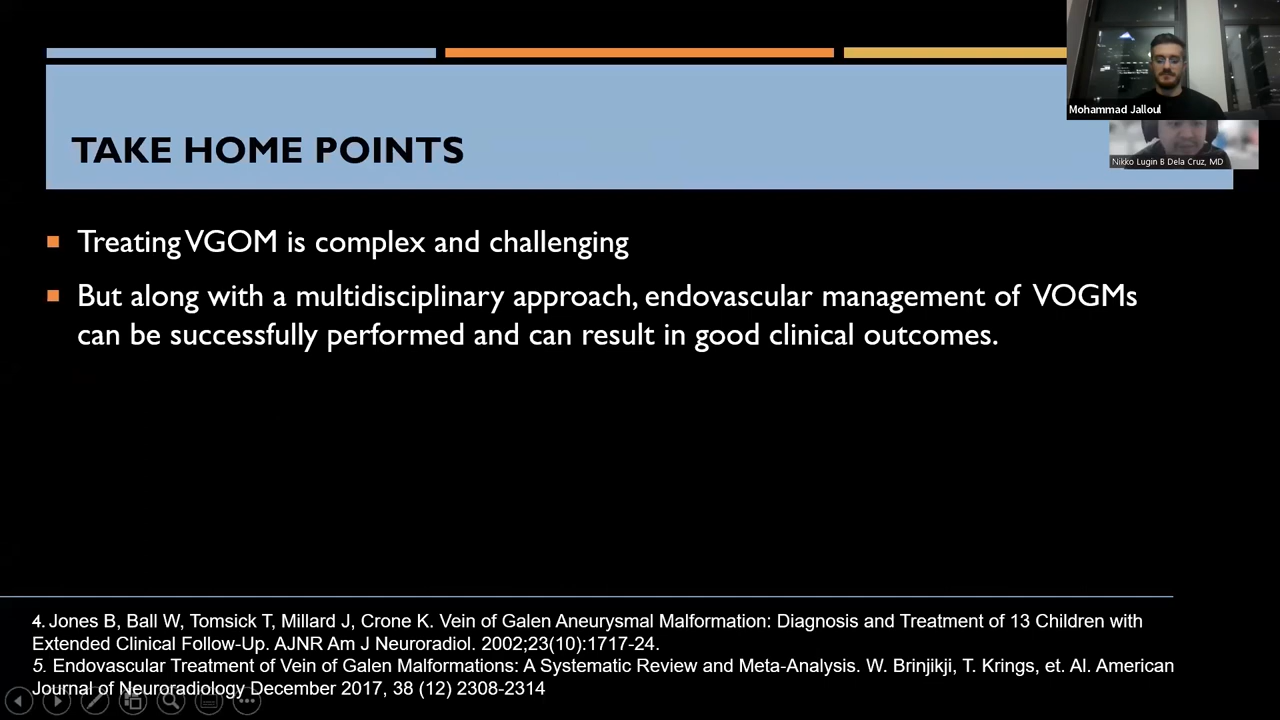 Mohammad Jalloul
Nikko Lugin B Dela Cruz, MD
TAKE HOME POINTS
Treating VGOM is complex and challenging
But along with a multidisciplinary approach, endovascular management of VOGMs
can be successfully performed and can result in good clinical outcomes.
4. Jones B, Ball W, Tomsick T, Millard J, Crone K. Vein of Galen Aneurysmal Malformation: Diagnosis and Treatment of 13 Children with
Extended Clinical Follow-Up. AJNR Am J Neuroradiol. 2002;23(10):1717-24.
5. Endovascular Treatment of Vein of Galen Malformations: A Systematic Review and Meta-Analysis. W. Brinjikji, T. Krings, et. Al. American
Journal of Neuroradiology December 2017, 38 (12) 2308-2314